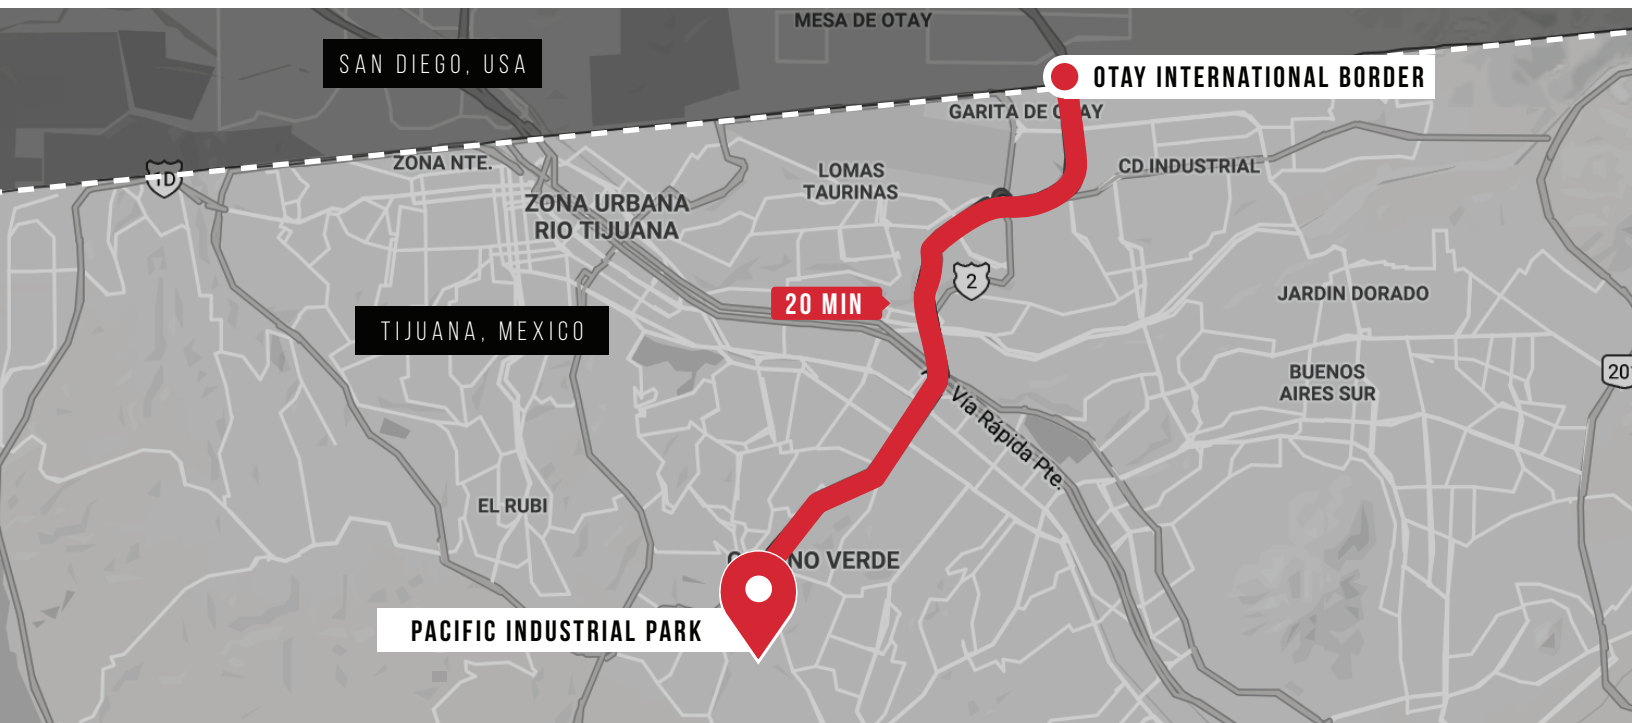 MESA DE OTAY
SAN DIEGO, USA
OTAY INTERNATIONAL BORDER
GARITA DE
1D
ZONA NTE.
LOMAS
TAURINAS
CD INDUSTRIAL
ZONA URBANA
RIO TIJUANA
2
JARDIN DORADO
20 MIN
TIJUANA, MEXICO
BUENOS
AIRES SUR
20
Vía Rápida Pte.
EL RUBI
NO VERDE
PACIFIC INDUSTRIAL PARK